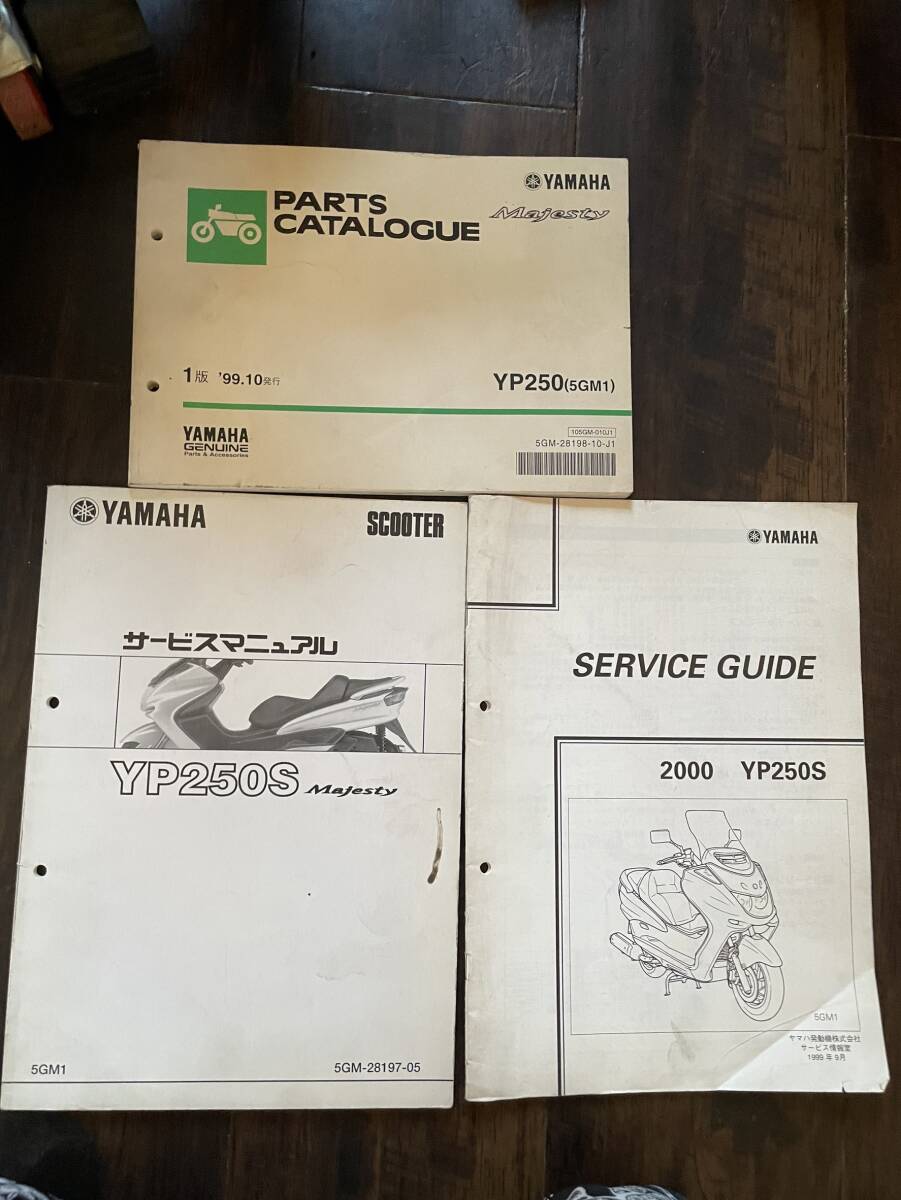 PARTS
CATALOGUE
YAMAHA
Majesty
1版 '99.10発行
YP250(5GM1)
YAMAHA
GENUINE
Parts & Accessories
105GM-010J1
5GM-28198-10-J1
YAMAHA
SCOOTER
サービスマニュアル
YP250S Majesty
5GM1
5GM-28197-05
YAMAHA
SERVICE GUIDE
2000 YP250S
5GM1
ヤマハ発動機株式会社
サービス情報室
1999年9月